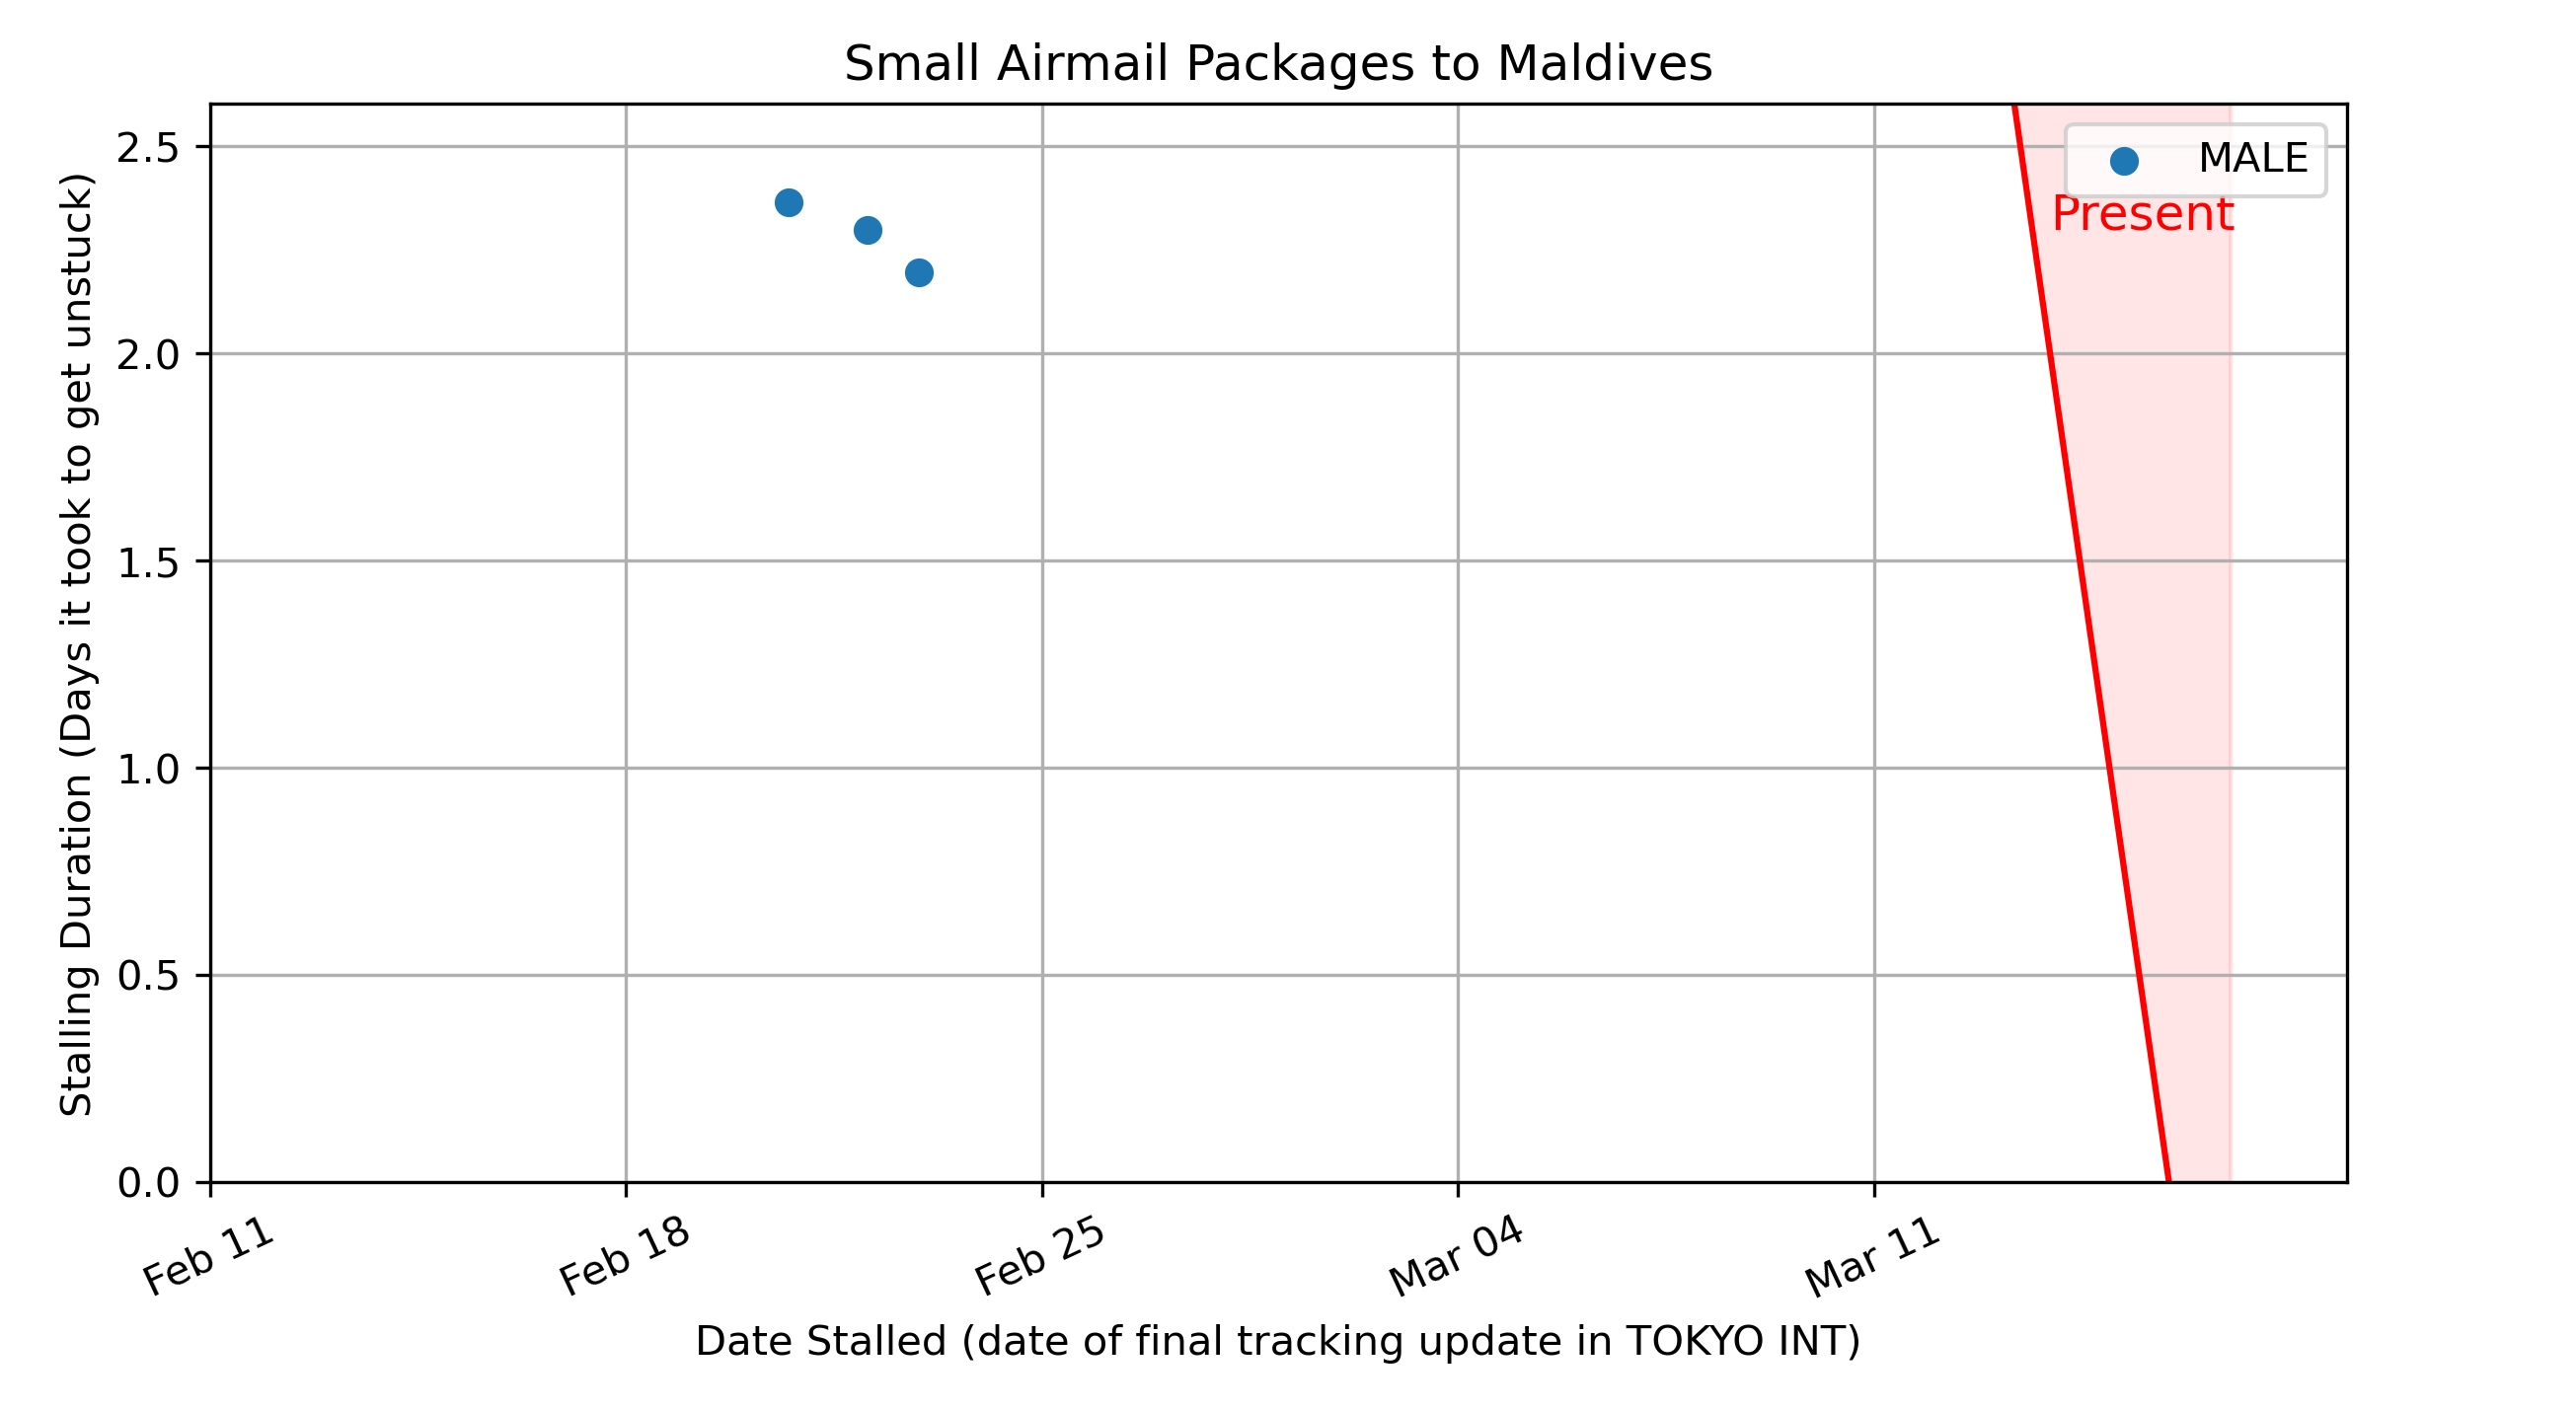 Small Airmail Packages to Maldives
Stalling Duration (Days it took to get unstuck)
2.5
2.0
1.5
1.0
0.5
0.0
MALE
Present
Feb 11
Feb 18
Feb 25
Mar 04
Mar 11
Date Stalled (date of final tracking update in TOKYO INT)